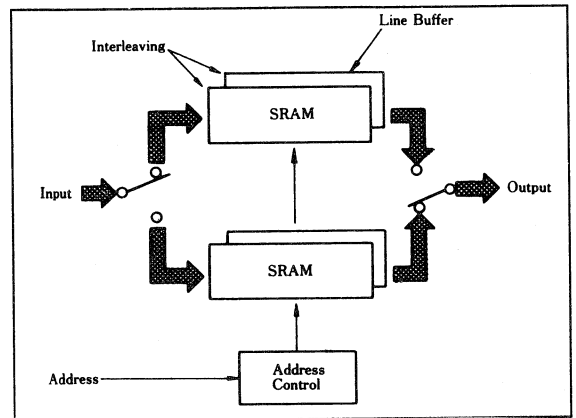 Line Buffer
Interleaving
SRAM
Input
Output
SRAM
Address
Address
Control